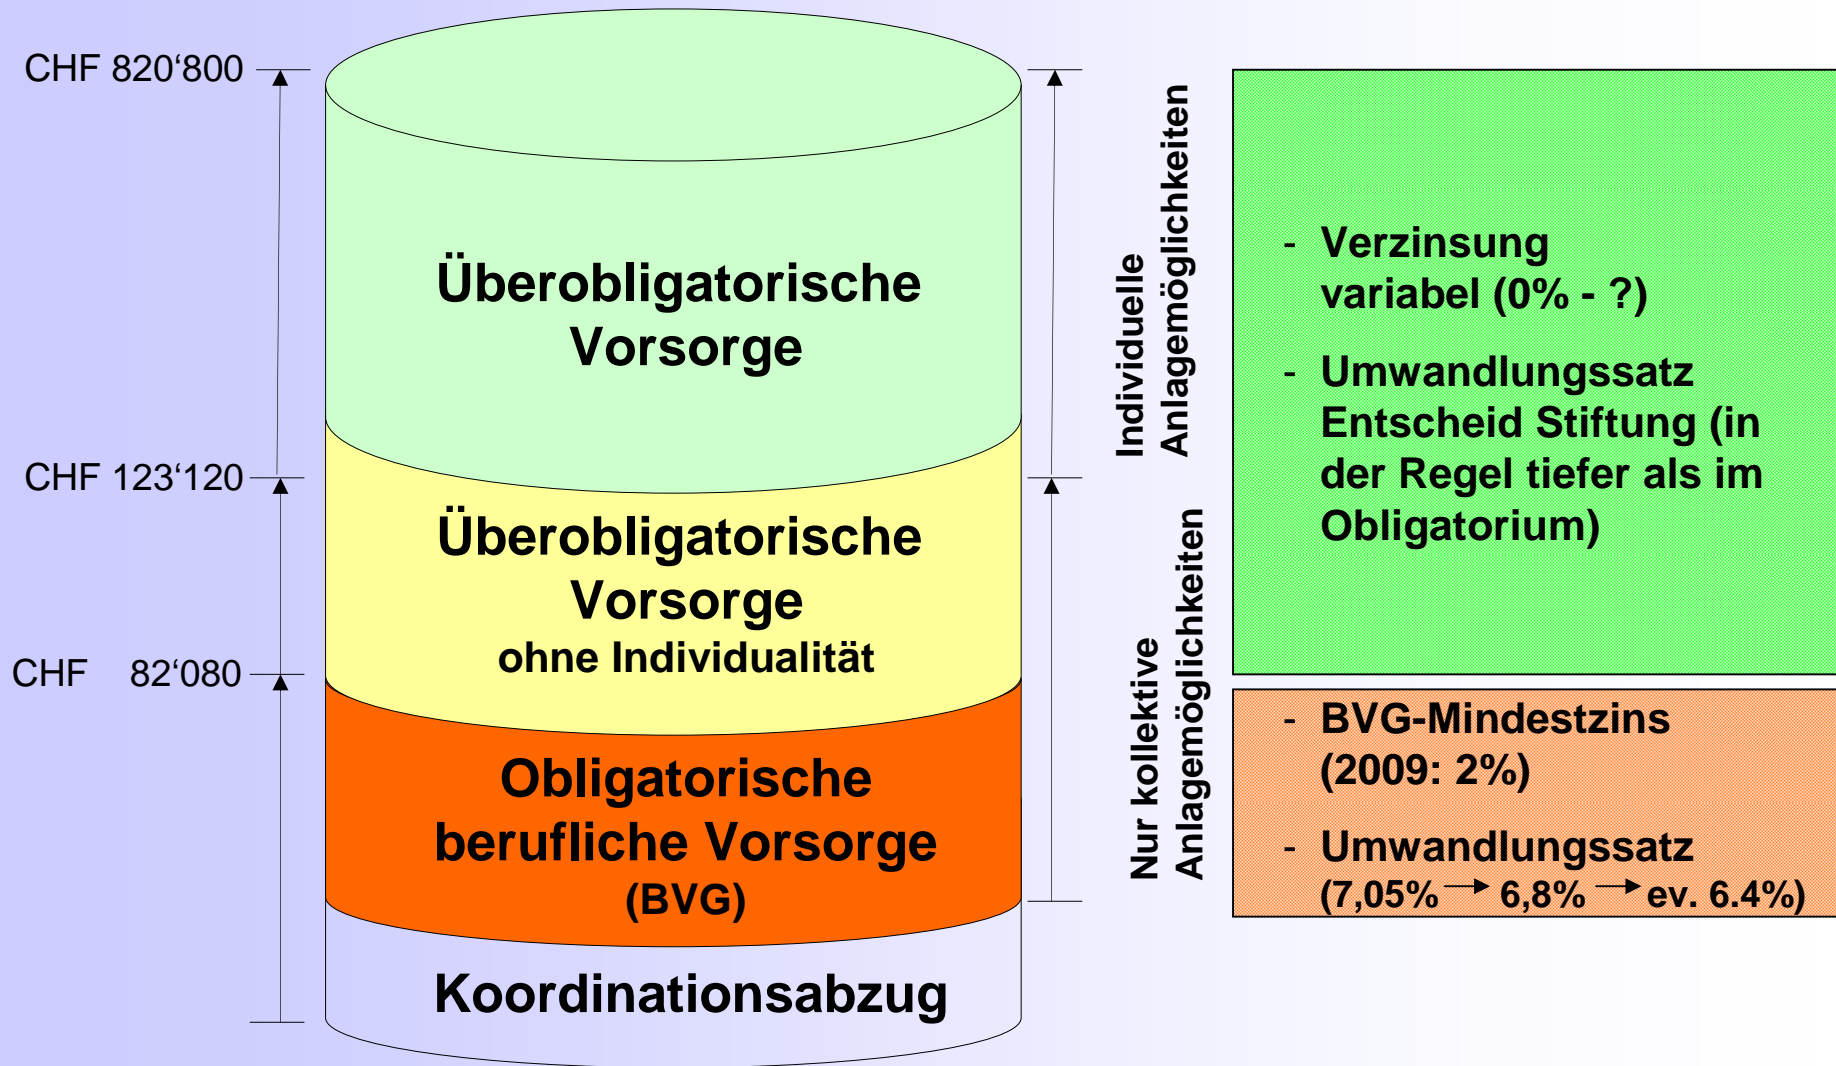 CHF 820‘800
CHF 123‘120
CHF 82‘080
Überobligatorische
Vorsorge
Überobligatorische
Vorsorge
ohne Individualität
Obligatorische
berufliche Vorsorge
(BVG)
Koordinationsabzug
Individuelle
Anlagemöglichkeiten
Nur kollektive
Anlagemöglichkeiten
- Verzinsung
variabel (0% - ?)
- Umwandlungssatz
Entscheid Stiftung (in
der Regel tiefer als im
Obligatorium)
- BVG-Mindestzins
(2009: 2%)
- Umwandlungssatz
(7,05% → 6,8% → ev. 6.4%)